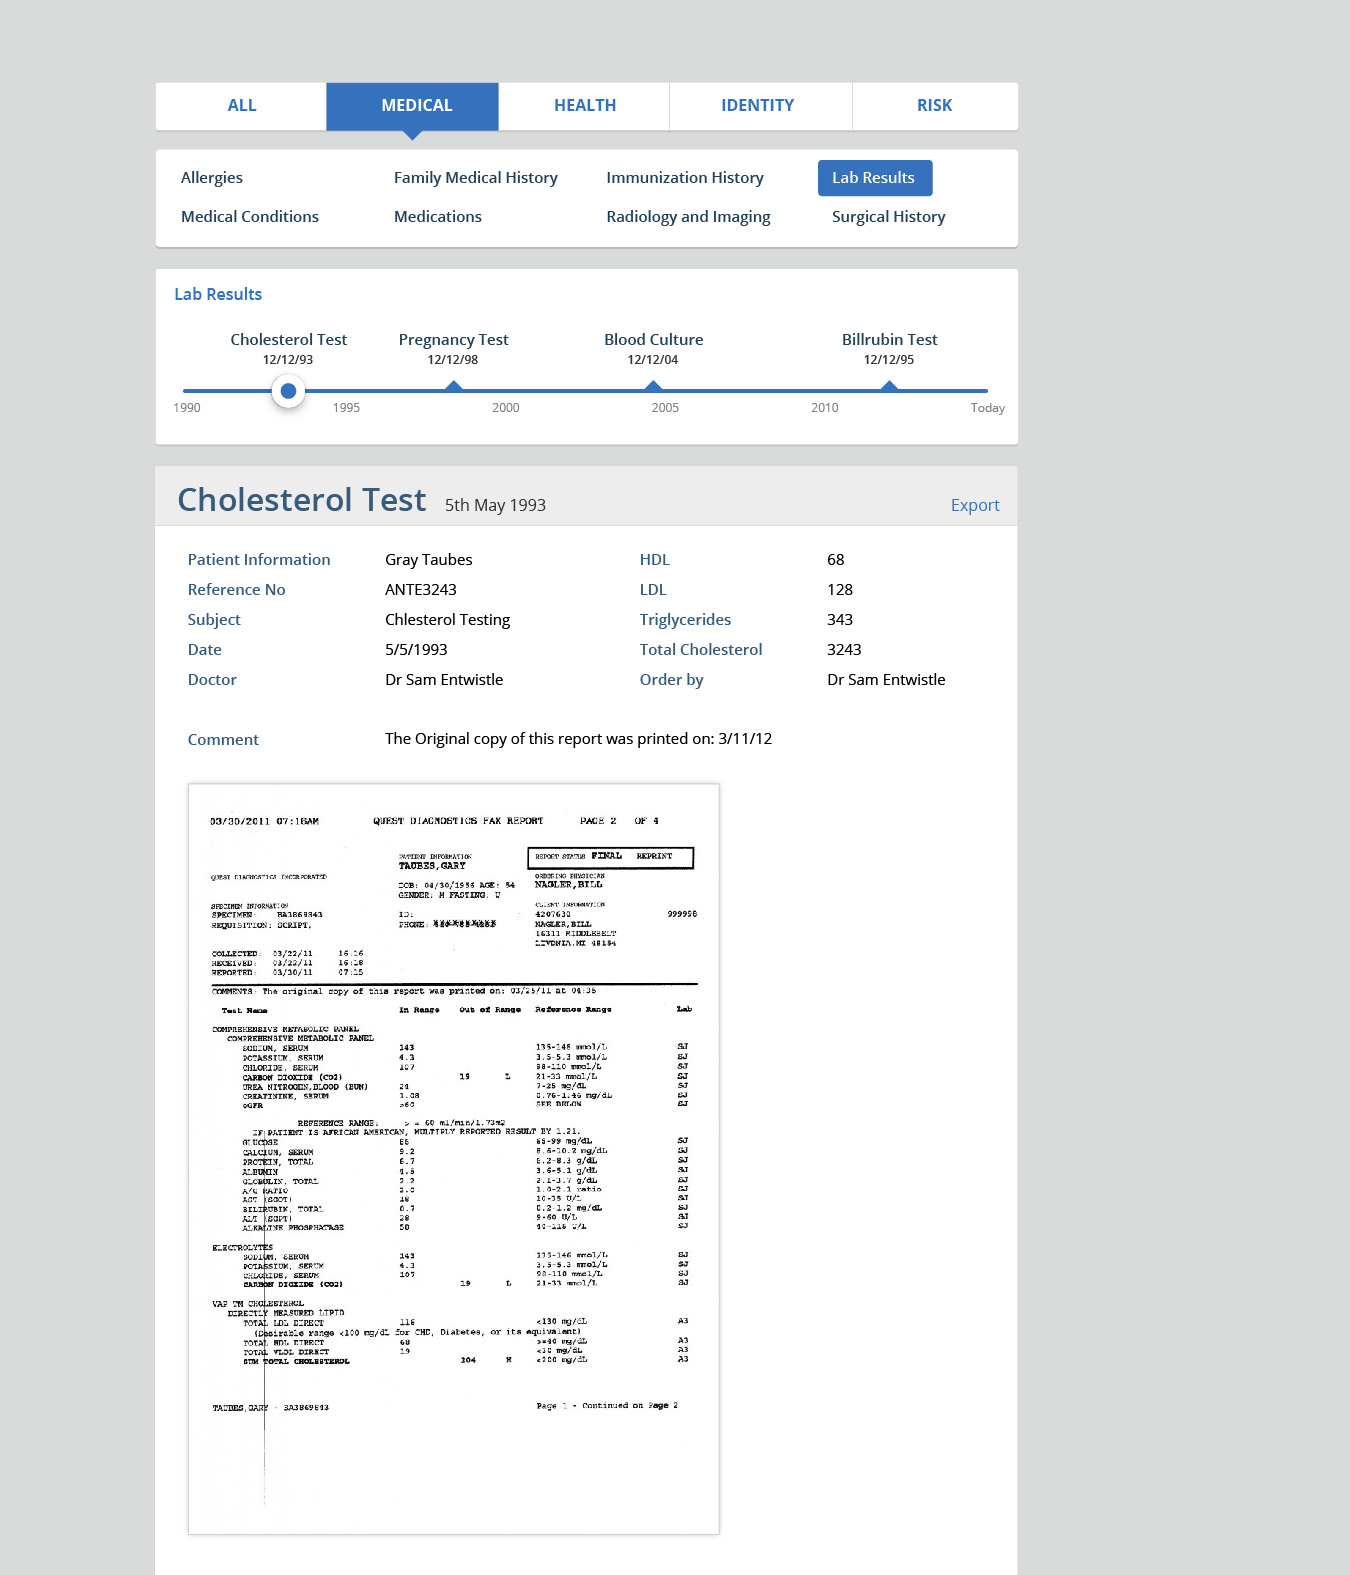 ALL MEDICAL HEALTH IDENTITY RISK
Allergies Family Medical History Immunization History Lab Results
Medical Conditions Medications Radiology and Imaging Surgical History
Lab Results
Cholesterol Test Pregnancy Test Blood Culture Billrubin Test
12/12/93 12/12/98 12/12/04 12/12/95
1990 1995 2000 2005 2010 Today
Cholesterol Test 5th May 1993 Export
Patient Information Gray Taubes HDL 68
Reference No ANTE3243 LDL 128
Subject Chlesterol Testing Triglycerides 343
Date 5/5/1993 Total Cholesterol 3243
Doctor Dr Sam Entwistle Order by Dr Sam Entwistle
Comment The Original copy of this report was printed on: 3/11/12
03/30/2011 07:18AM QUEST DIAGNOSTICS FAX REPORT PAGE 2 OF 4
PATIENT INFORMATION REPORT STATUS FINAL REPRINT
TAUBES,GARY
QUEST DIAGNOSTICS INCORPORATED ORDERING PHYSICIAN
DOB: 04/30/1956 AGE: 54 NAGLER,BILL
GENDER: M FASTING: U
SPECIMEN INFORMATION CLIENT INFORMATION
SPECIMEN: BA3869843 ID: 4207630 999998
REQUISITION: SCRIPT, PHONE: NAGLER,BILL
16311 MIDDLEBELT
LIVONIA,MI 48154
COLLECTED: 03/22/11 16:16
RECEIVED: 03/22/11 16:18
REPORTED: 03/30/11 07:15
COMMENTS: The original copy of this report was printed on: 03/25/11 at 04:35
Test Name In Range Out of Range Reference Range Lab
COMPREHENSIVE METABOLIC PANEL
COMPREHENSIVE METABOLIC PANEL
SODIUM, SERUM 143 135-146 mmol/L SJ
POTASSIUM, SERUM 4.3 3.5-5.3 mmol/L SJ
CHLORIDE, SERUM 107 98-110 mmol/L SJ
CARBON DIOXIDE (CO2) 19 L 21-33 mmol/L SJ
UREA NITROGEN,BLOOD (BUN) 24 7-25 mg/dL SJ
CREATININE, SERUM 1.08 0.76-1.46 mg/dL SJ
eGFR >60 SEE BELOW SJ
REFERENCE RANGE: > = 60 ml/min/1.73m2
IF PATIENT IS AFRICAN AMERICAN, MULTIPLY REPORTED RESULT BY 1.21.
GLUCOSE 65-99 mg/dL SJ
CALCIUM, SERUM 9.2 8.6-10.2 mg/dL SJ
PROTEIN, TOTAL 6.7 6.2-8.3 g/dL SJ
ALBUMIN 4.5 3.6-5.1 g/dL SJ
GLOBULIN, TOTAL 2.2 2.1-3.7 g/dL SJ
A/G RATIO 2.0 1.0-2.1 ratio SJ
AST (SGOT) 18 10-35 U/L SJ
BILIRUBIN, TOTAL 0.7 0.2-1.2 mg/dL SJ
ALT (SGPT) 28 9-60 U/L SJ
ALKALINE PHOSPHATASE 58 40-115 U/L SJ
ELECTROLYTES
SODIUM, SERUM 143 135-146 mmol/L SJ
POTASSIUM, SERUM 4.3 3.5-5.3 mmol/L SJ
CHLORIDE, SERUM 107 98-110 mmol/L SJ
CARBON DIOXIDE (CO2) 19 L 21-33 mmol/L SJ
VAP TM CHOLESTEROL
DIRECTLY MEASURED LIPID
TOTAL LDL DIRECT 116 <130 mg/dL A3
(Desirable range <100 mg/dL for CHD, Diabetes, or its equivalent)
TOTAL HDL DIRECT 68 >=40 mg/dL A3
TOTAL VLDL DIRECT 19 <30 mg/dL A3
SUM TOTAL CHOLESTEROL 204 H <200 mg/dL A3
TAUBES,GARY - BA3869843 Page 1 - Continued on Page 2